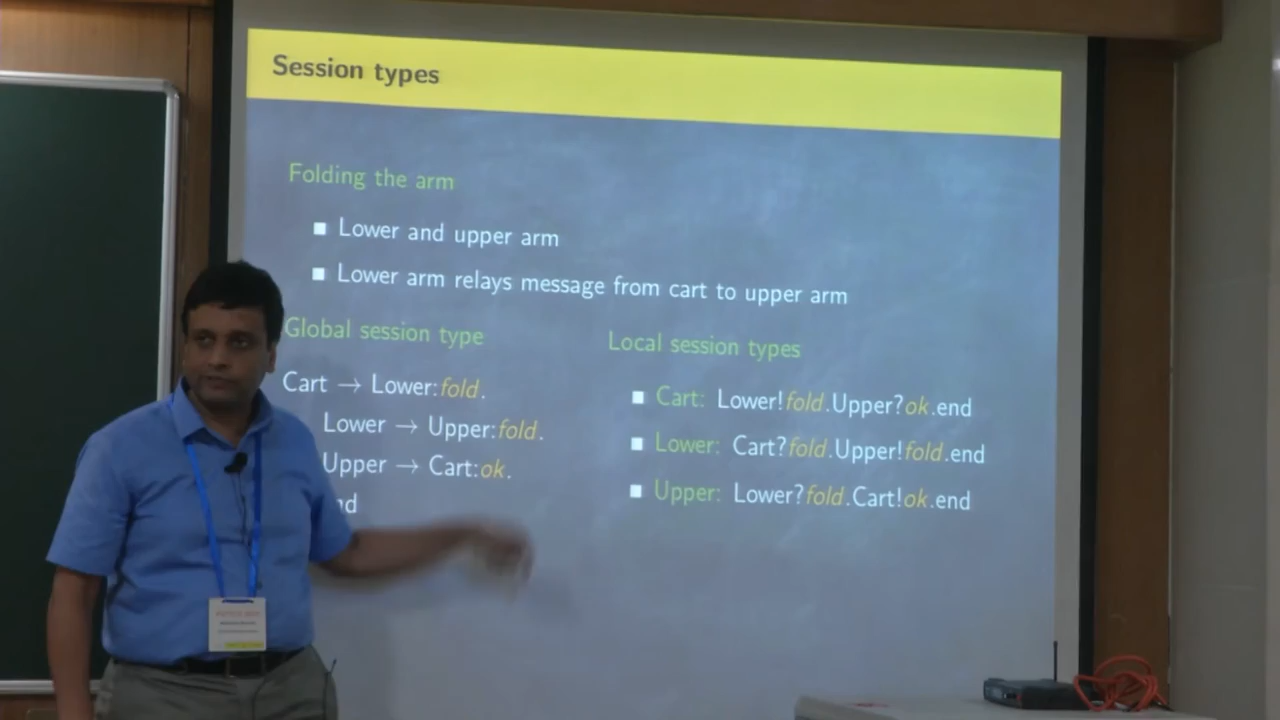 Session types
Folding the arm
Lower and upper arm
Lower arm relays message from cart to upper arm
Global session type
Cart → Lower:fold.
Lower → Upper:fold.
Upper → Cart:ok.
nd
Local session types
Cart: Lower!fold.Upper?ok.end
Lower: Cart?fold.Upper!fold.end
Upper: Lower?fold.Cart!ok.end